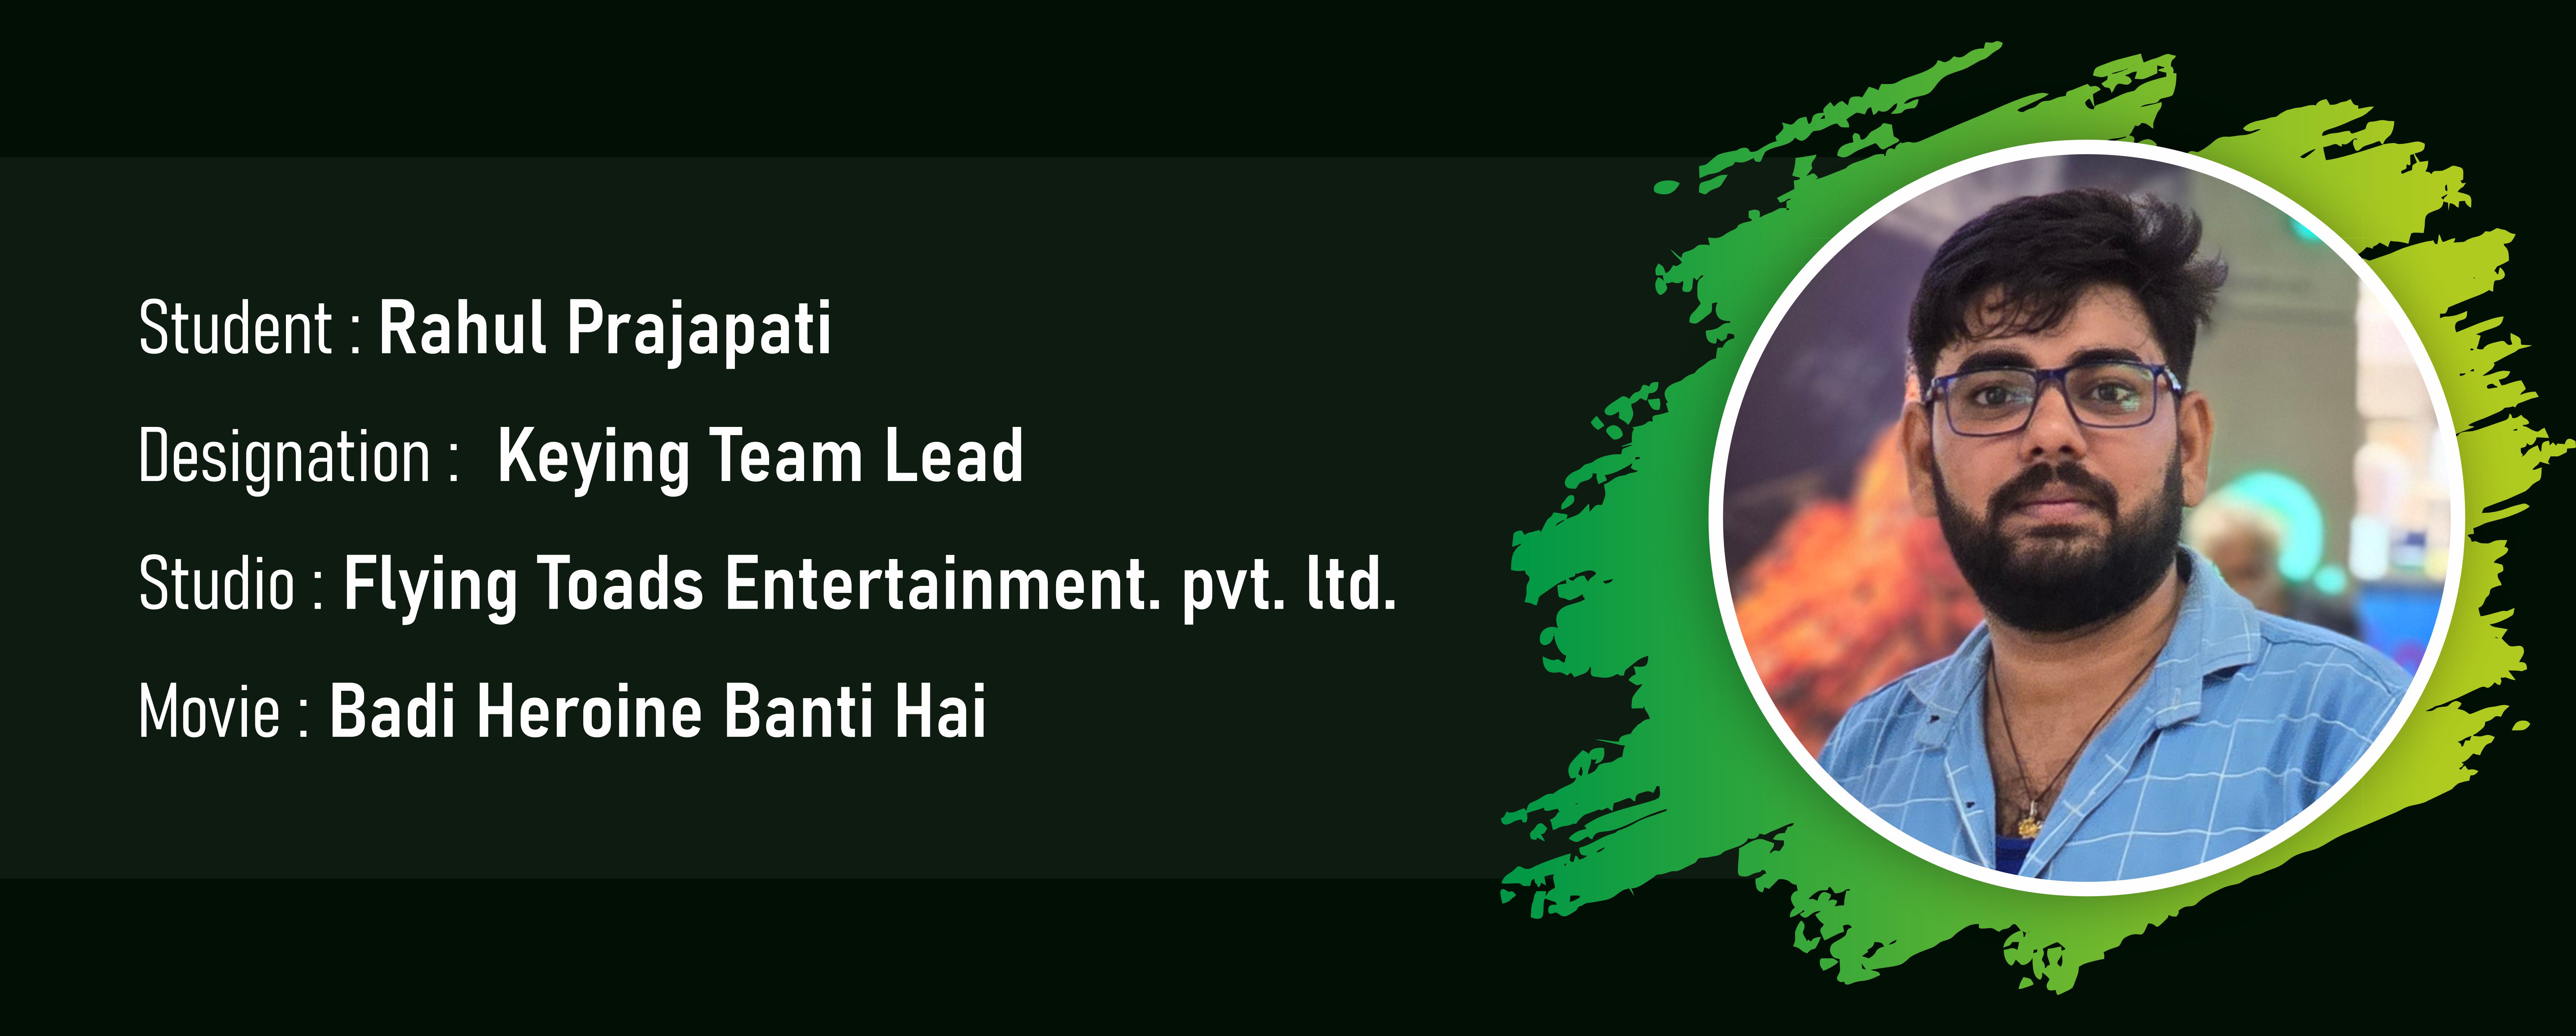 Student : Rahul Prajapati
Designation :  Keying Team Lead
Studio : Flying Toads Entertainment. pvt. ltd.
Movie : Badi Heroine Banti Hai